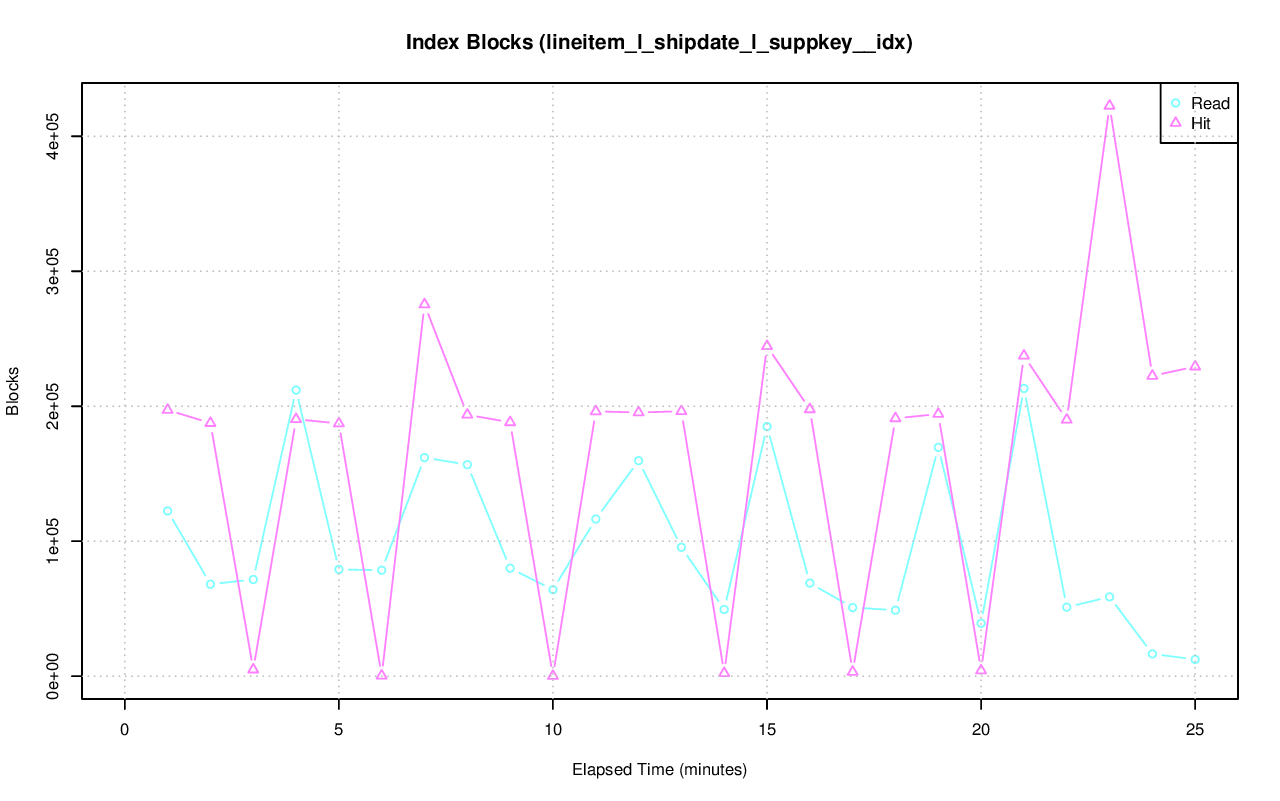 Index Blocks (lineitem_l_shipdate_l_suppkey__idx)
Read
Hit
4e+05
3e+05
2e+05
1e+05
0e+00
Blocks
0 5 10 15 20 25
Elapsed Time (minutes)